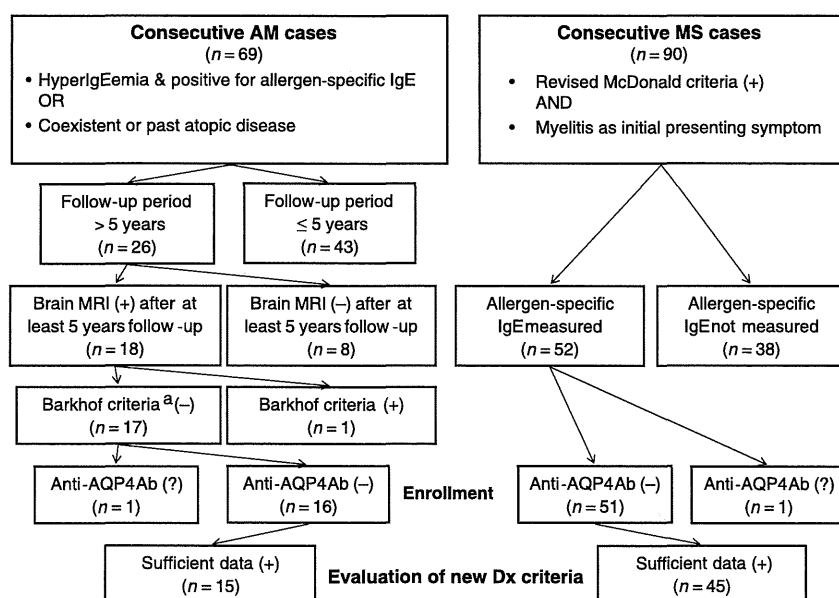 Consecutive AM cases
(n = 69)
• HyperIgEemia & positive for allergen-specific IgE
OR
• Coexistent or past atopic disease
Consecutive MS cases
(n = 90)
• Revised McDonald criteria (+)
AND
• Myelitis as initial presenting symptom
Follow-up period
> 5 years
(n = 26)
Follow-up period
≤ 5 years
(n = 43)
Brain MRI (+) after at
least 5 years follow -up
(n = 18)
Brain MRI (–) after at
least 5 years follow -up
(n = 8)
Allergen-specific
IgEmeasured
(n = 52)
Allergen-specific
IgEnot measured
(n = 38)
Barkhof criteria a (–)
(n = 17)
Barkhof criteria (+)
(n = 1)
Anti-AQP4Ab (?)
(n = 1)
Anti-AQP4Ab (–)
(n = 16)
Enrollment
Anti-AQP4Ab (–)
(n = 51)
Anti-AQP4Ab (?)
(n = 1)
Sufficient data (+)
(n = 15)
Evaluation of new Dx criteria
Sufficient data (+)
(n = 45)